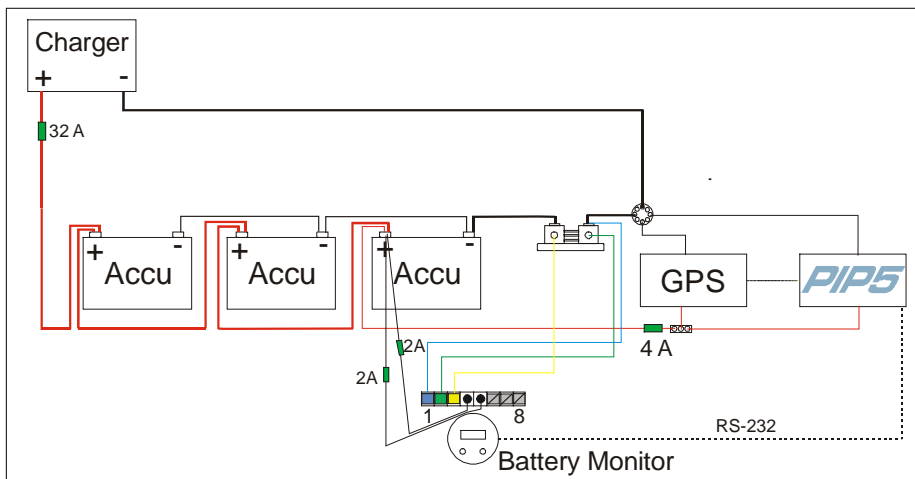 Charger
+ -
32 A
+ - Accu
+ - Accu
+ - Accu
GPS
PIP5
4 A
2A
2A
1 8
RS-232
Battery Monitor